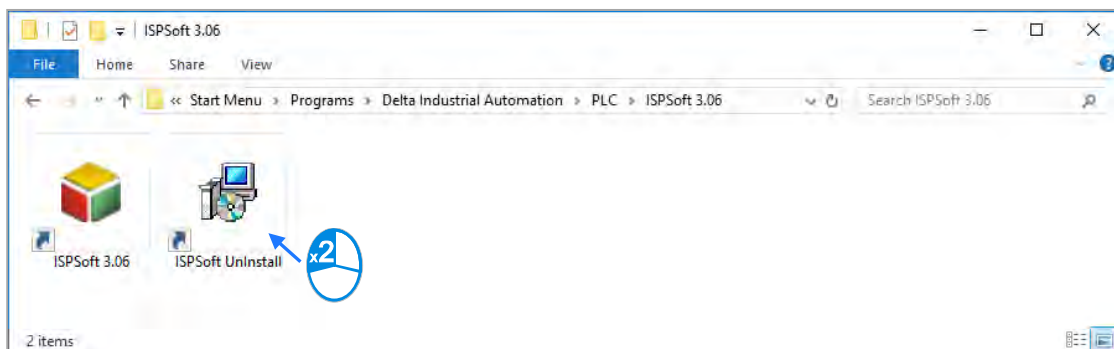 ISPSoft 3.06
File Home Share View
« Start Menu > Programs > Delta Industrial Automation > PLC > ISPSoft 3.06 Search ISPSoft 3.06
x2
ISPSoft 3.06 ISPSoft UnInstall
2 items